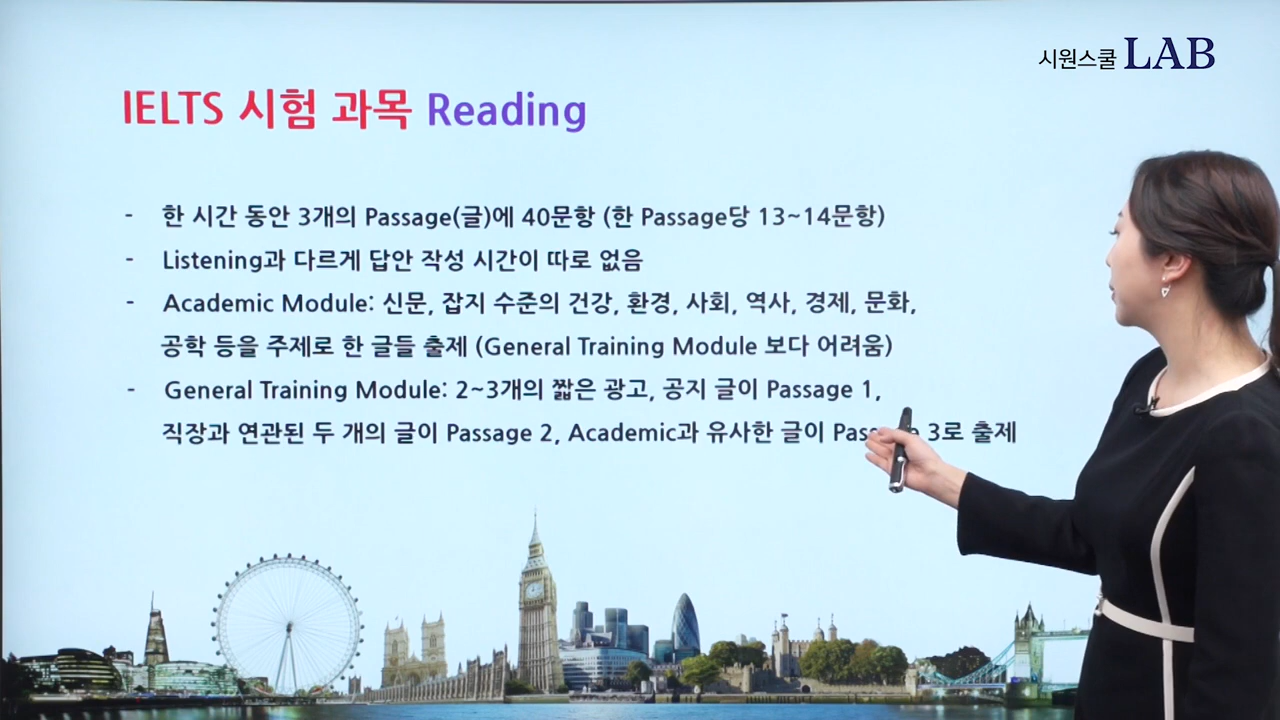 시원스쿨 LAB
IELTS 시험 과목 Reading
- 한 시간 동안 3개의 Passage(글)에 40문항 (한 Passage당 13~14문항)
- Listening과 다르게 답안 작성 시간이 따로 없음
- Academic Module: 신문, 잡지 수준의 건강, 환경, 사회, 역사, 경제, 문화,
공학 등을 주제로 한 글들 출제 (General Training Module 보다 어려움)
- General Training Module: 2~3개의 짧은 광고, 공지 글이 Passage 1,
직장과 연관된 두 개의 글이 Passage 2, Academic과 유사한 글이 Passage 3로 출제